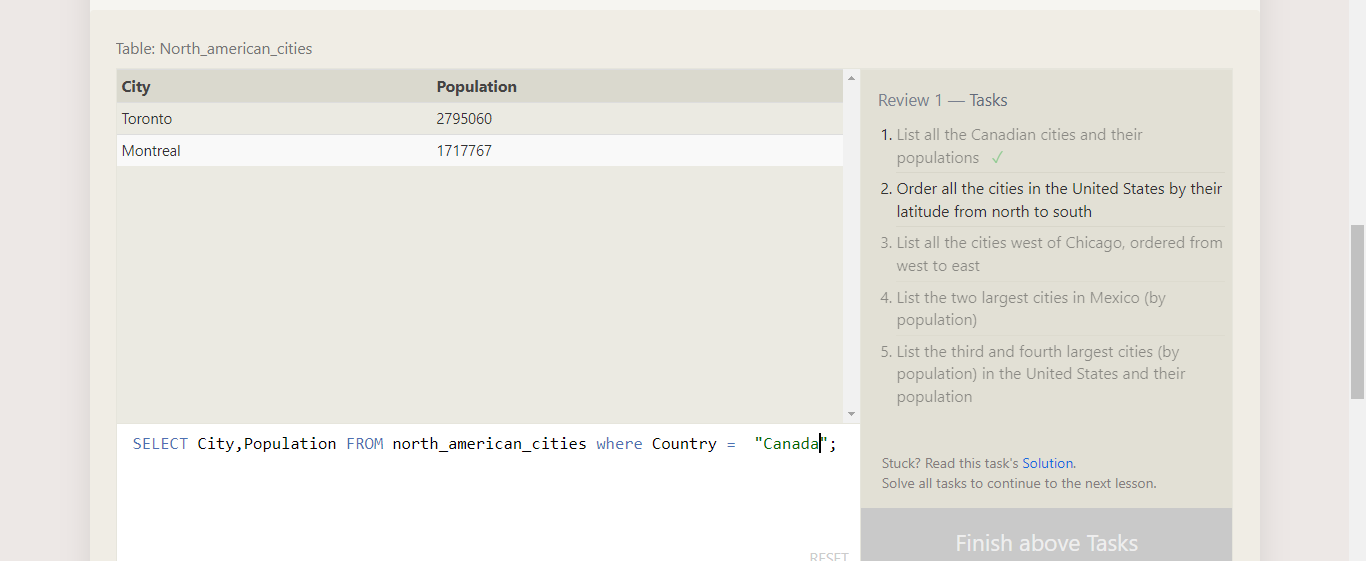 Table: North_american_cities
City Population
Toronto 2795060
Montreal 1717767
SELECT City,Population FROM north_american_cities where Country =  "Canada";
RESET
Review 1 — Tasks
1. List all the Canadian cities and their
populations ✓
2. Order all the cities in the United States by their
latitude from north to south
3. List all the cities west of Chicago, ordered from
west to east
4. List the two largest cities in Mexico (by
population)
5. List the third and fourth largest cities (by
population) in the United States and their
population
Stuck? Read this task's Solution.
Solve all tasks to continue to the next lesson.
Finish above Tasks